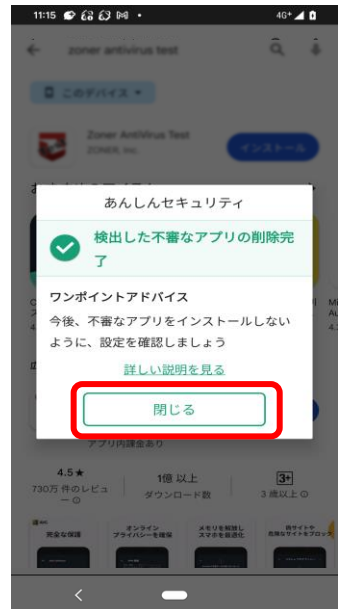 11:15
4G+
zoner antivirus test
このデバイス
Zoner AntiVirus Test
ZONER, Inc.
インストール
あんしんセキュリティ
検出した不審なアプリの削除完
了
ワンポイントアドバイス
今後、不審なアプリをインストールしない
ように、設定を確認しましょう
詳しい説明を見る
閉じる
アプリ内課金あり
4.5★
1億 以上
3+
730万 件のレビュ
ー
ダウンロード数
3 歳以上
完全な保護
オンライン
プライバシーを確保
メモリを解放し
スマホを最適化
偽サイトや
危険なサイトをブロック